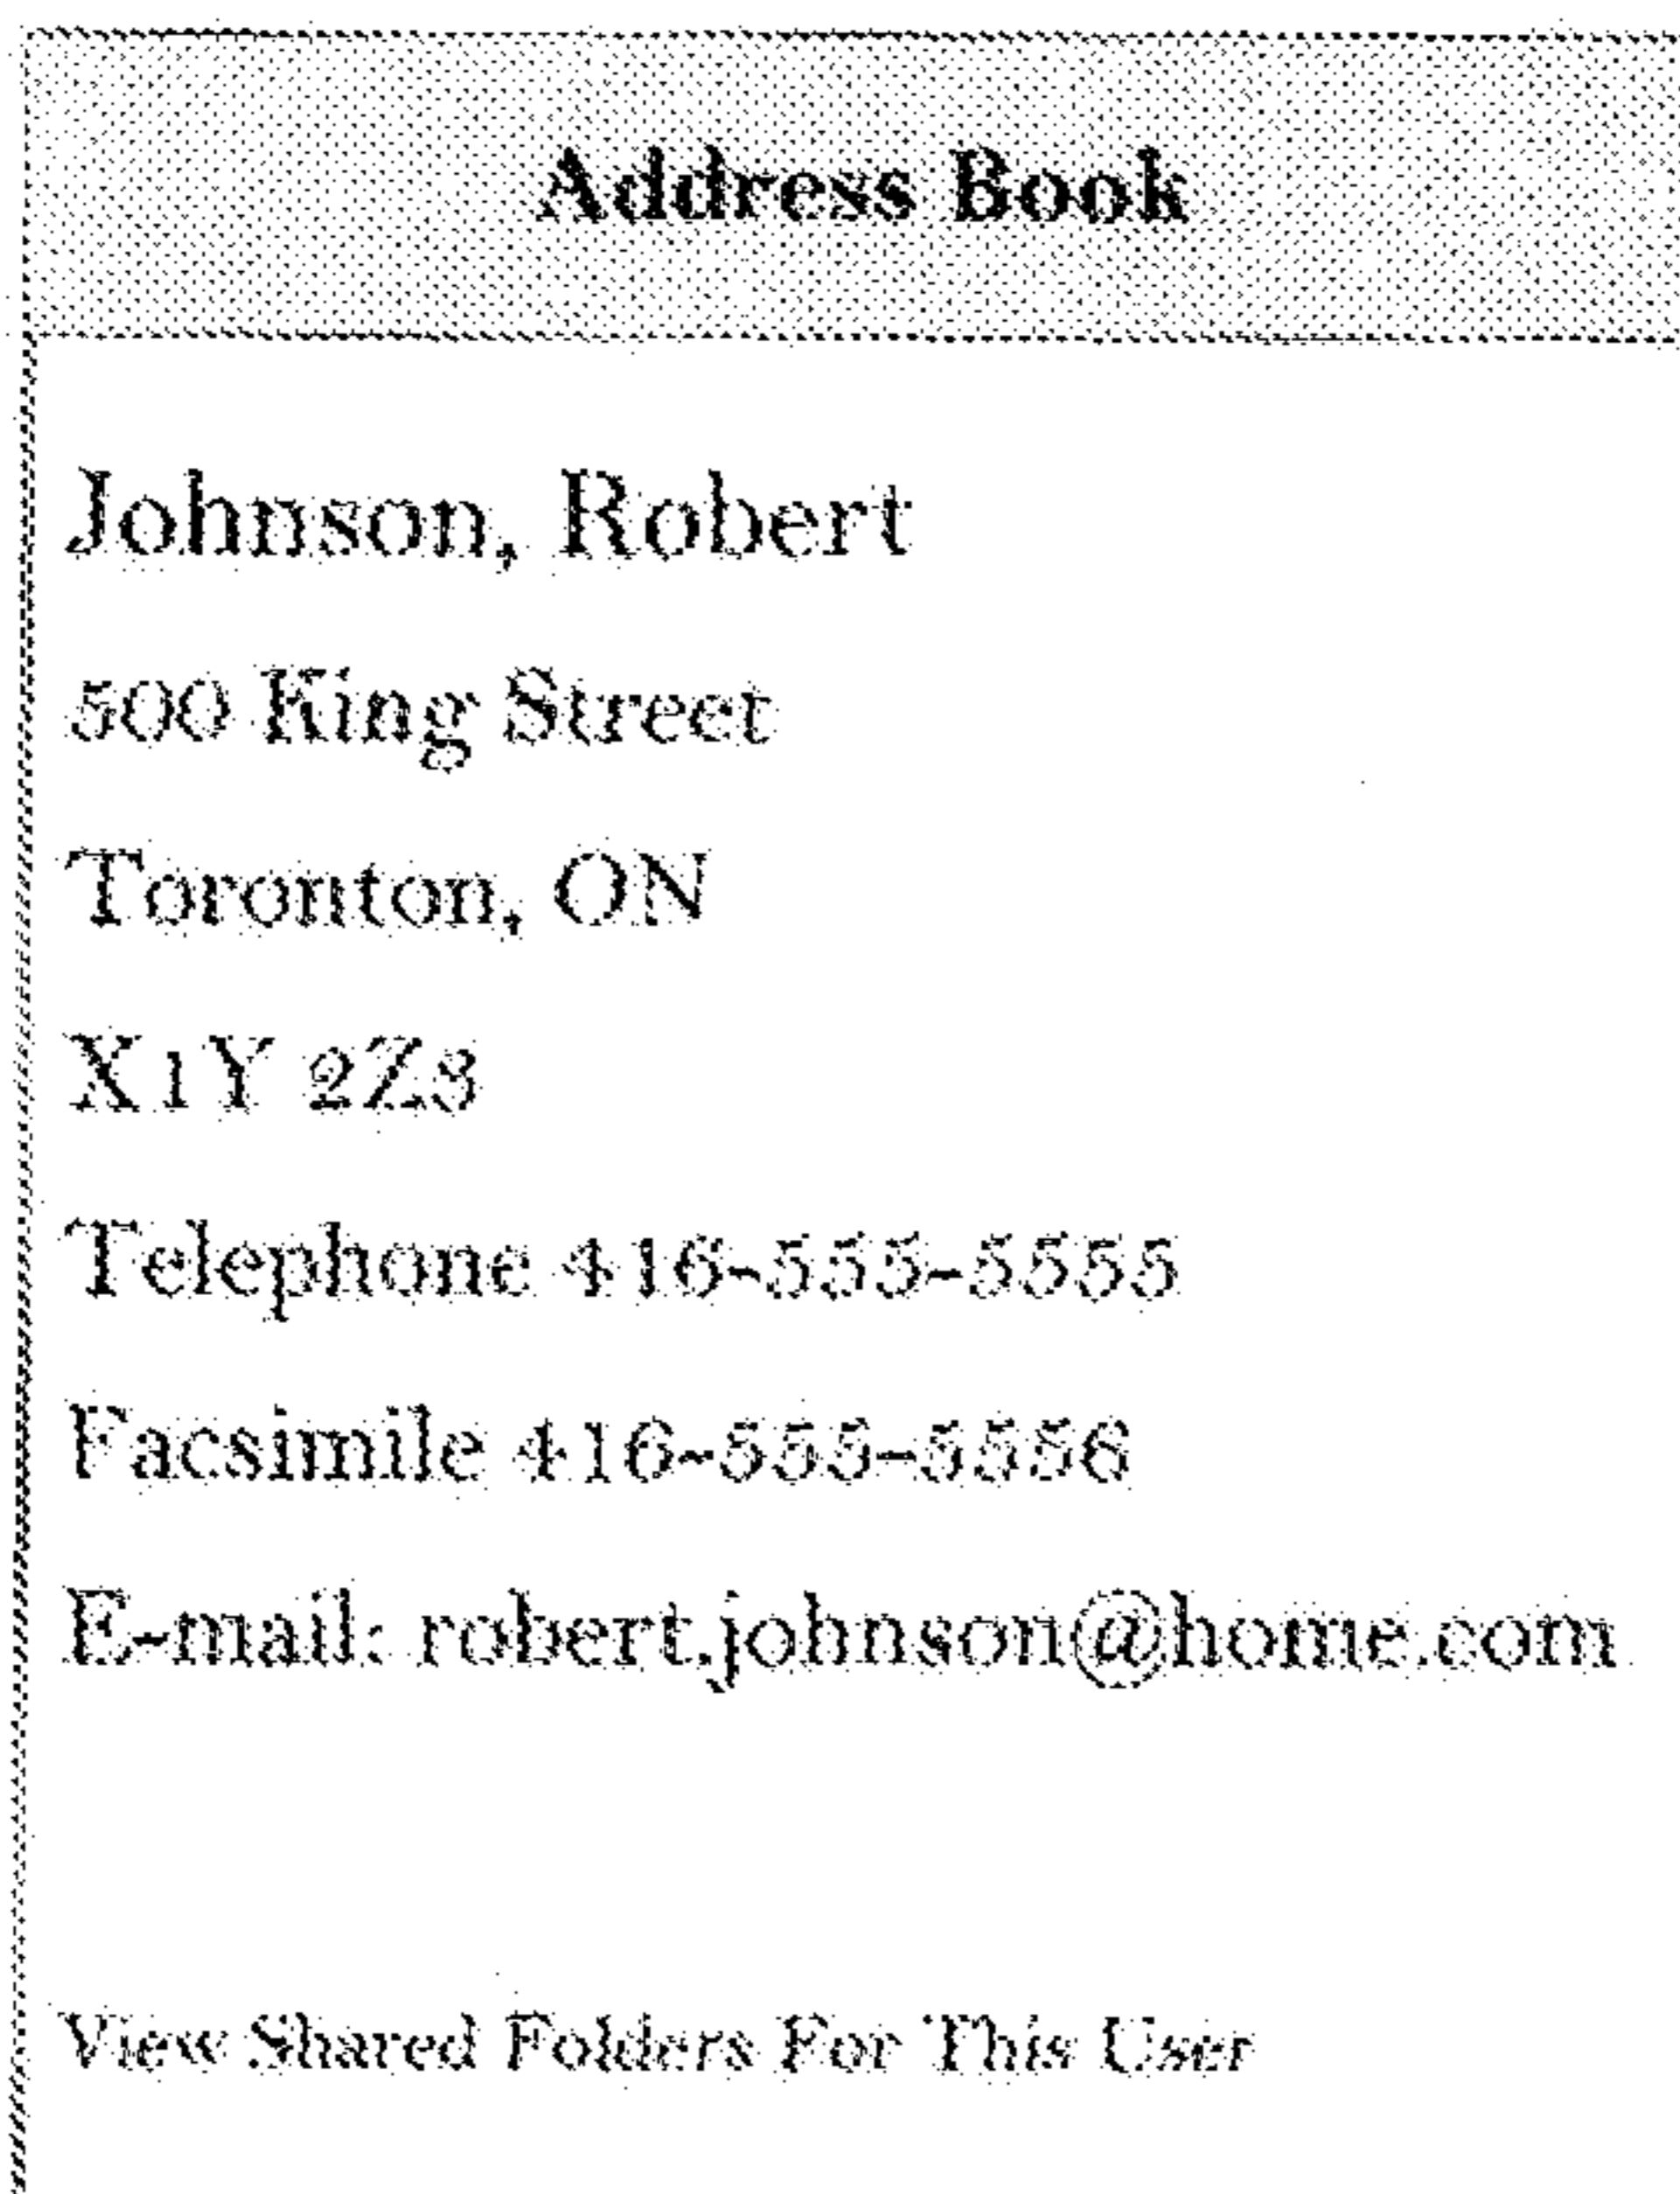 Address Book
Johnson, Robert
500 King Street
Toronton, ON
X1Y 2Z3
Telephone 416-555-5555
Facsimile 416-555-5556
E-mail: robert.johnson@home.com
View Shared Folders For This User